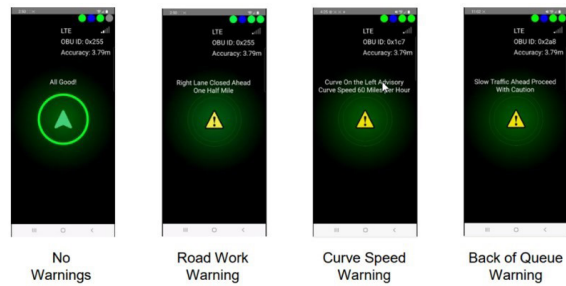 LTE
OBU ID: 0x255
Accuracy: 3.79m
All Good!
No
Warnings
LTE
OBU ID: 0x255
Accuracy: 3.79m
Right Lane Closed Ahead
One Half Mile
Road Work
Warning
LTE
OBU ID: 0x1c7
Accuracy: 3.79m
Curve On the Left Advisory
Curve Speed 60 Miles per Hour
Curve Speed
Warning
LTE
OBU ID: 0x2a8
Accuracy: 3.79m
Slow Traffic Ahead Proceed
With Caution
Back of Queue
Warning